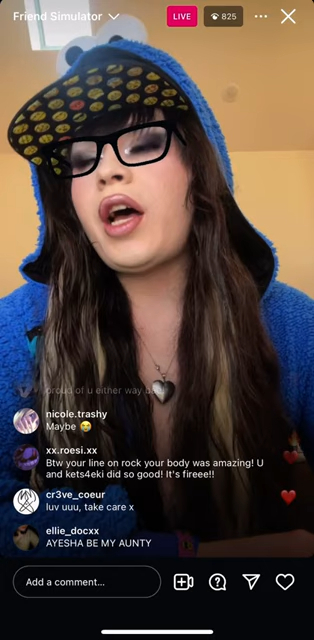 Friend Simulator
LIVE
825
proud of u either way
nicole.trashy
Maybe 😭
xx.roesi.xx
Btw your line on rock your body was amazing! U
and kets4eki did so good! It's fireee!!
cr3ve_coeur
luv uuu, take care x
ellie_docxx
AYESHA BE MY AUNTY
Add a comment...